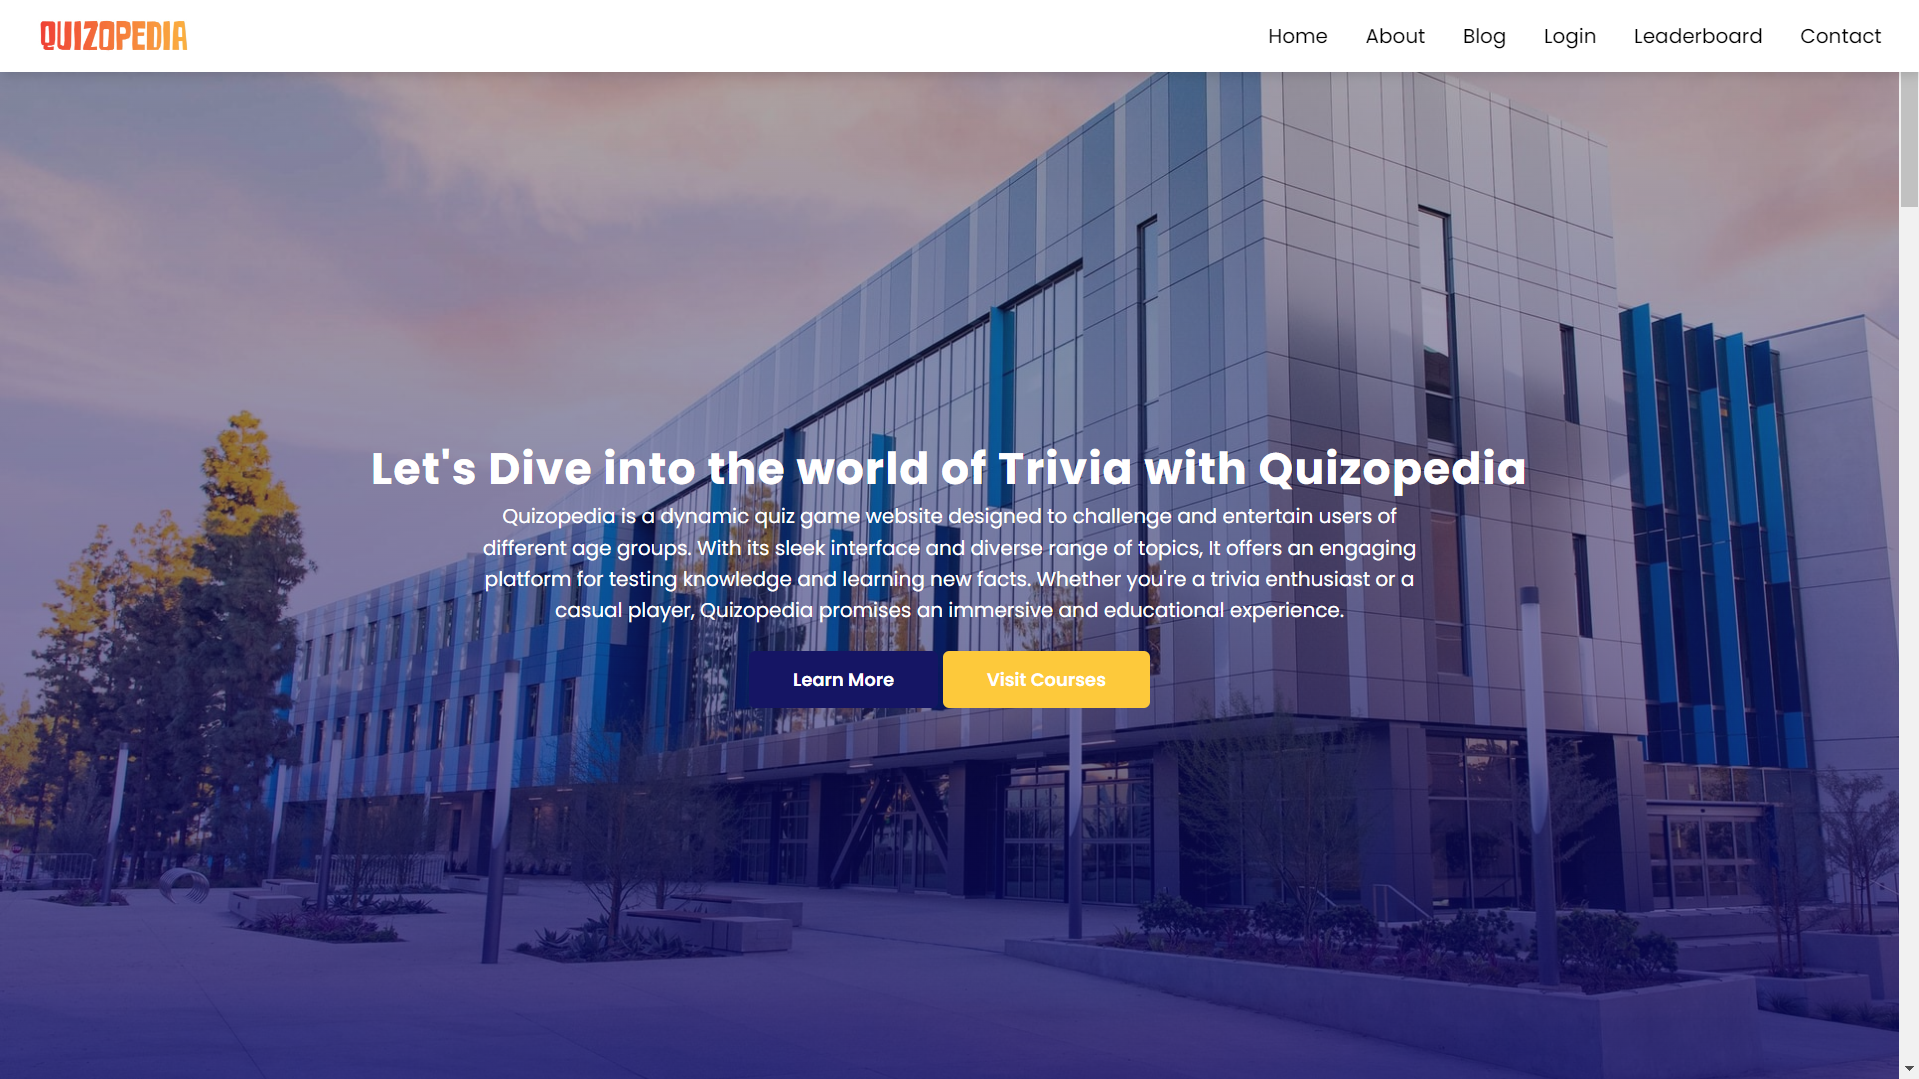 QUIZOPEDIA
Home About Blog Login Leaderboard Contact
Let's Dive into the world of Trivia with Quizopedia
Quizopedia is a dynamic quiz game website designed to challenge and entertain users of
different age groups. With its sleek interface and diverse range of topics, It offers an engaging
platform for testing knowledge and learning new facts. Whether you're a trivia enthusiast or a
casual player, Quizopedia promises an immersive and educational experience.
Learn More Visit Courses